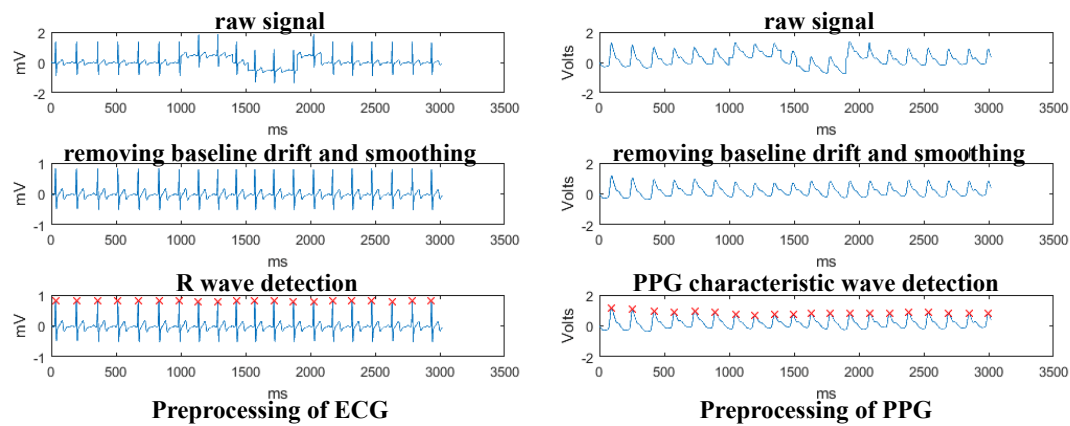 raw signal
mV
2
0
-2
0 500 1000 1500 2000 2500 3000 3500
ms
removing baseline drift and smoothing
mV
1
0
-1
0 500 1000 1500 2000 2500 3000 3500
ms
R wave detection
mV
1
0
-1
0 500 1000 1500 2000 2500 3000 3500
ms
Preprocessing of ECG
raw signal
Volts
2
0
-2
0 500 1000 1500 2000 2500 3000 3500
ms
removing baseline drift and smoothing
Volts
2
0
-2
0 500 1000 1500 2000 2500 3000 3500
ms
PPG characteristic wave detection
Volts
2
0
-2
0 500 1000 1500 2000 2500 3000 3500
ms
Preprocessing of PPG